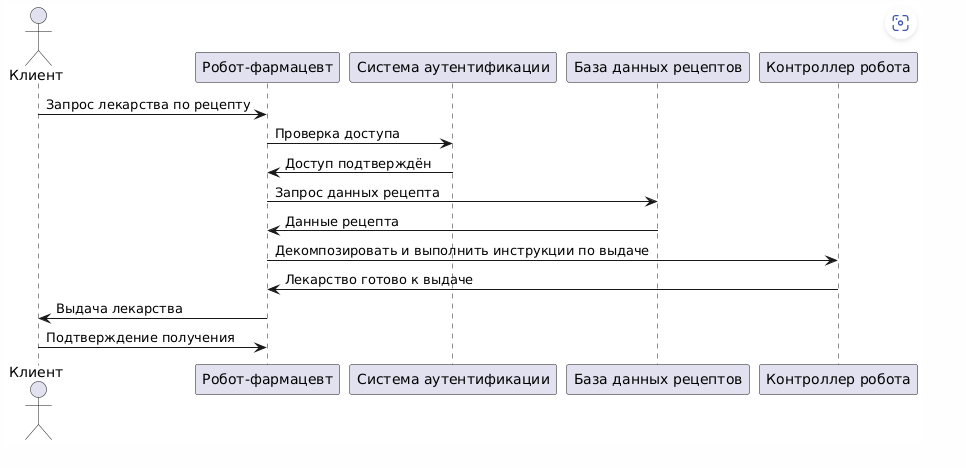 Клиент
Робот-фармацевт
Система аутентификации
База данных рецептов
Контроллер робота
Запрос лекарства по рецепту
Проверка доступа
Доступ подтверждён
Запрос данных рецепта
Данные рецепта
Декомпозировать и выполнить инструкции по выдаче
Лекарство готово к выдаче
Выдача лекарства
Подтверждение получения
Клиент
Робот-фармацевт
Система аутентификации
База данных рецептов
Контроллер робота